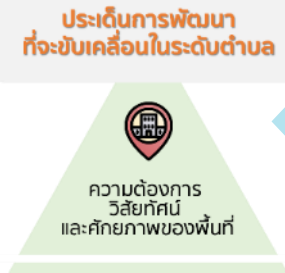 ประเด็นการพัฒนา
ที่จะขับเคลื่อนในระดับตำบล
ความต้องการ
วิสัยทัศน์
และศักยภาพของพื้นที่